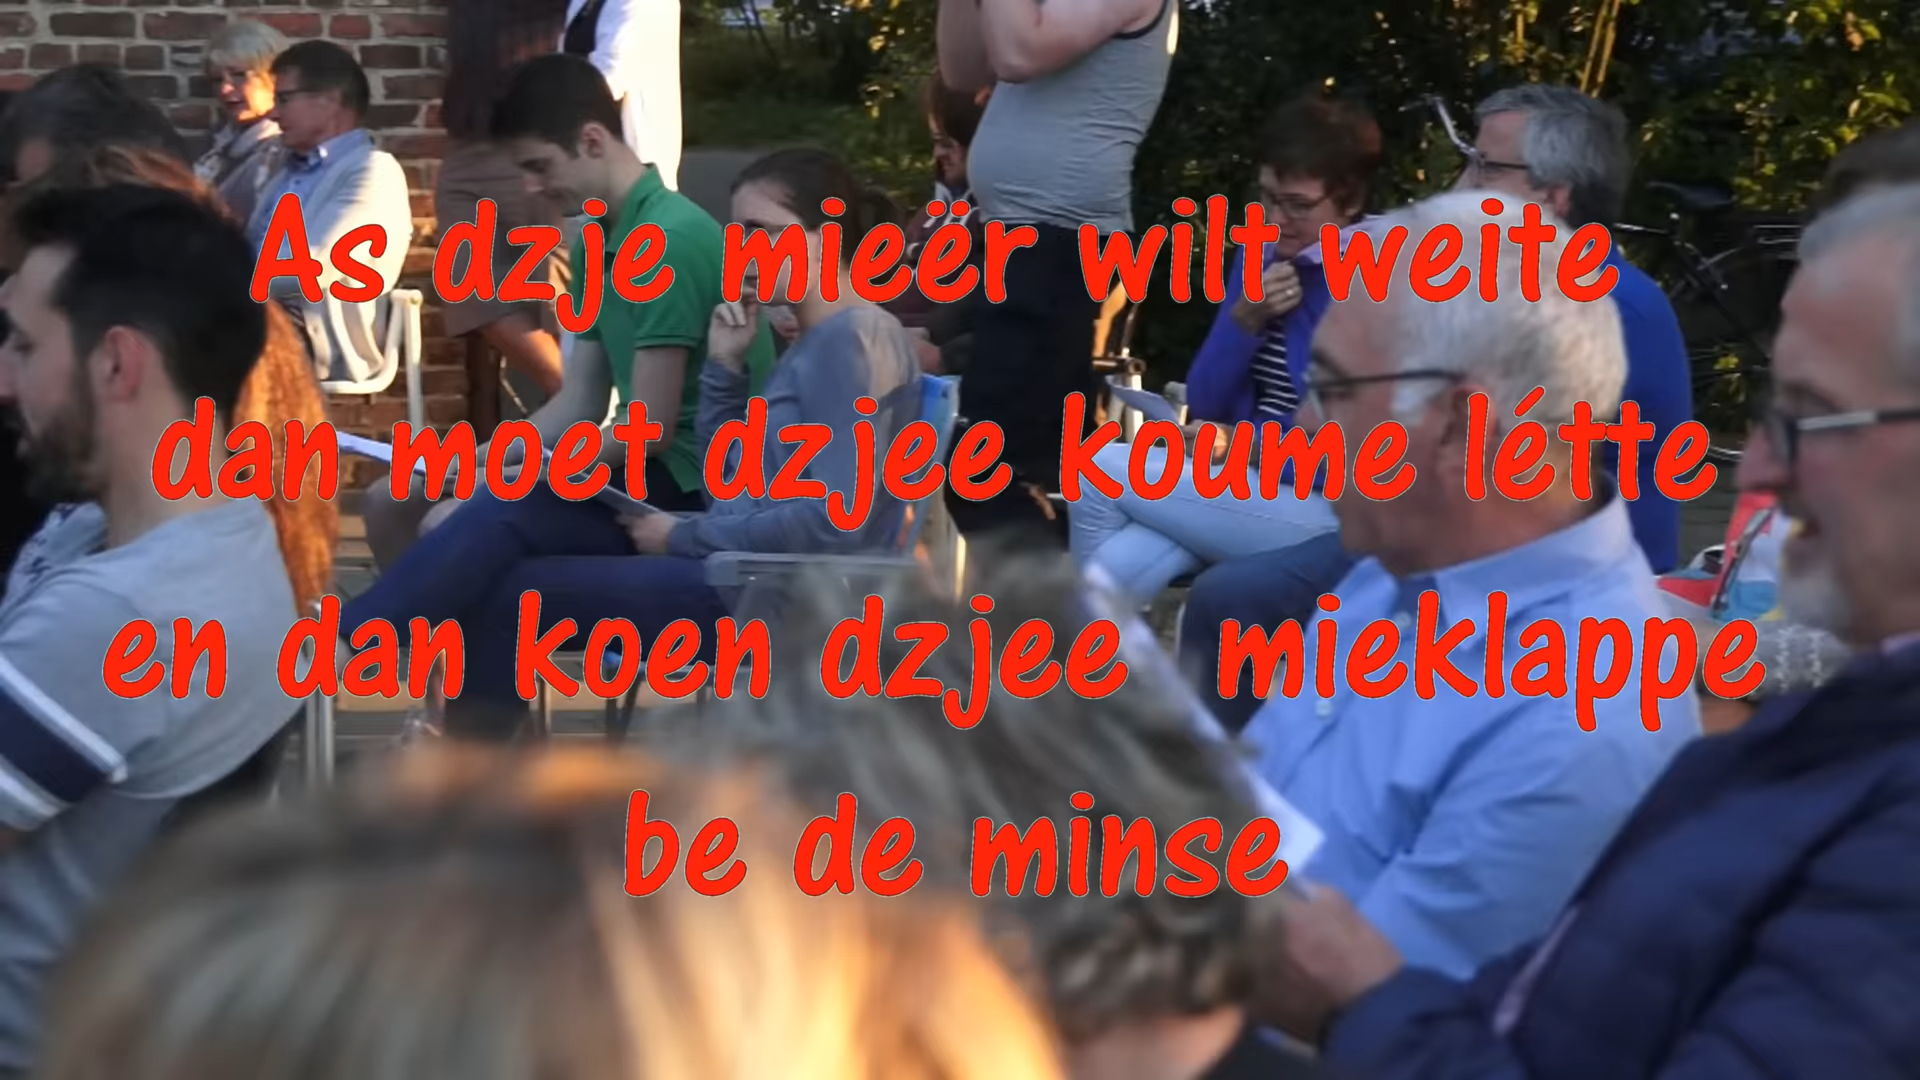 As dzje mieër wilt weite
dan moet dzjee koume létte
en dan koen dzjee mieklappe
be de minse